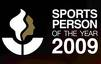 SPORTS
PERSON
OF THE YEAR
2009